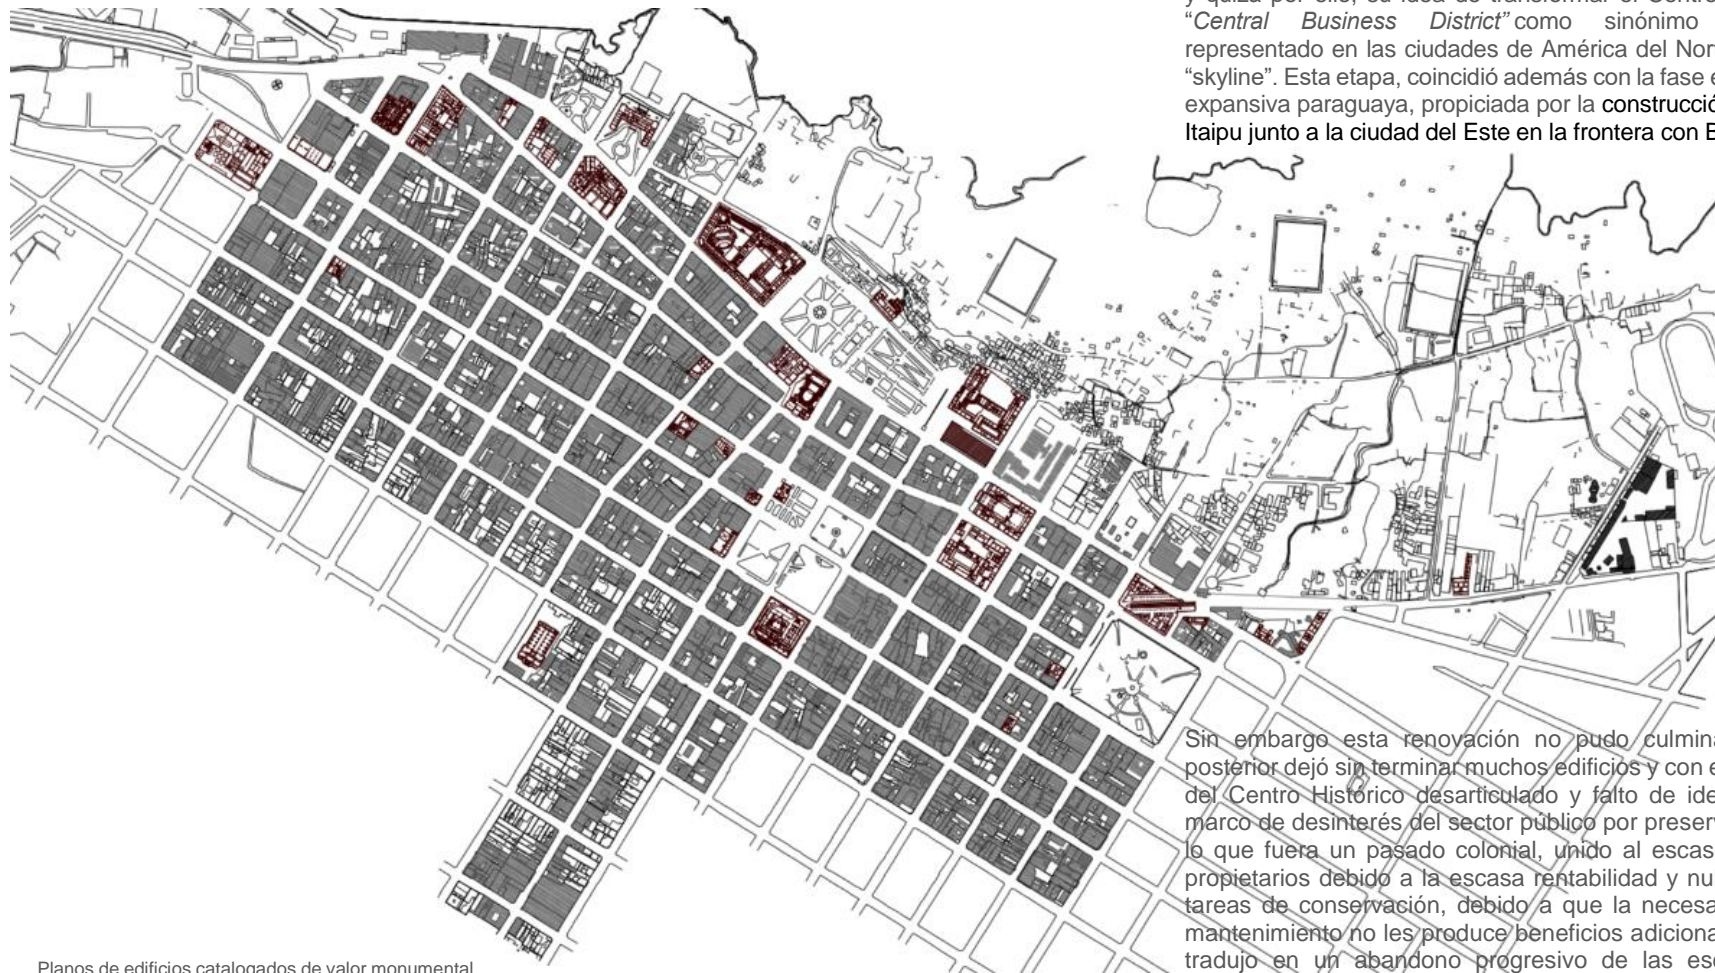 y quizá por ello, su idea de transformar el Centro
“Central Business District” como sinónimo
representado en las ciudades de América del Nor
“skyline”. Esta etapa, coincidió además con la fase e
expansiva paraguaya, propiciada por la construcció
Itaipu junto a la ciudad del Este en la frontera con B
Sin embargo esta renovación no pudo culmina
posterior dejó sin terminar muchos edificios y con e
del Centro Histórico desarticulado y falto de ide
marco de desinterés del sector público por preserv
lo que fuera un pasado colonial, unido al escas
propietarios debido a la escasa rentabilidad y nu
tareas de conservación, debido a que la necesa
mantenimiento no les produce beneficios adiciona
tradujo en un abandono progresivo de las es
Planos de edificios catalogados de valor monumental